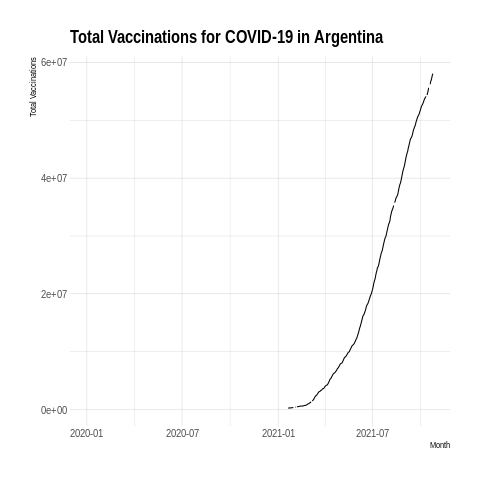 Total Vaccinations for COVID-19 in Argentina
Total Vaccinations
6e+07
4e+07
2e+07
0e+00
2020-01
2020-07
2021-01
2021-07
Month